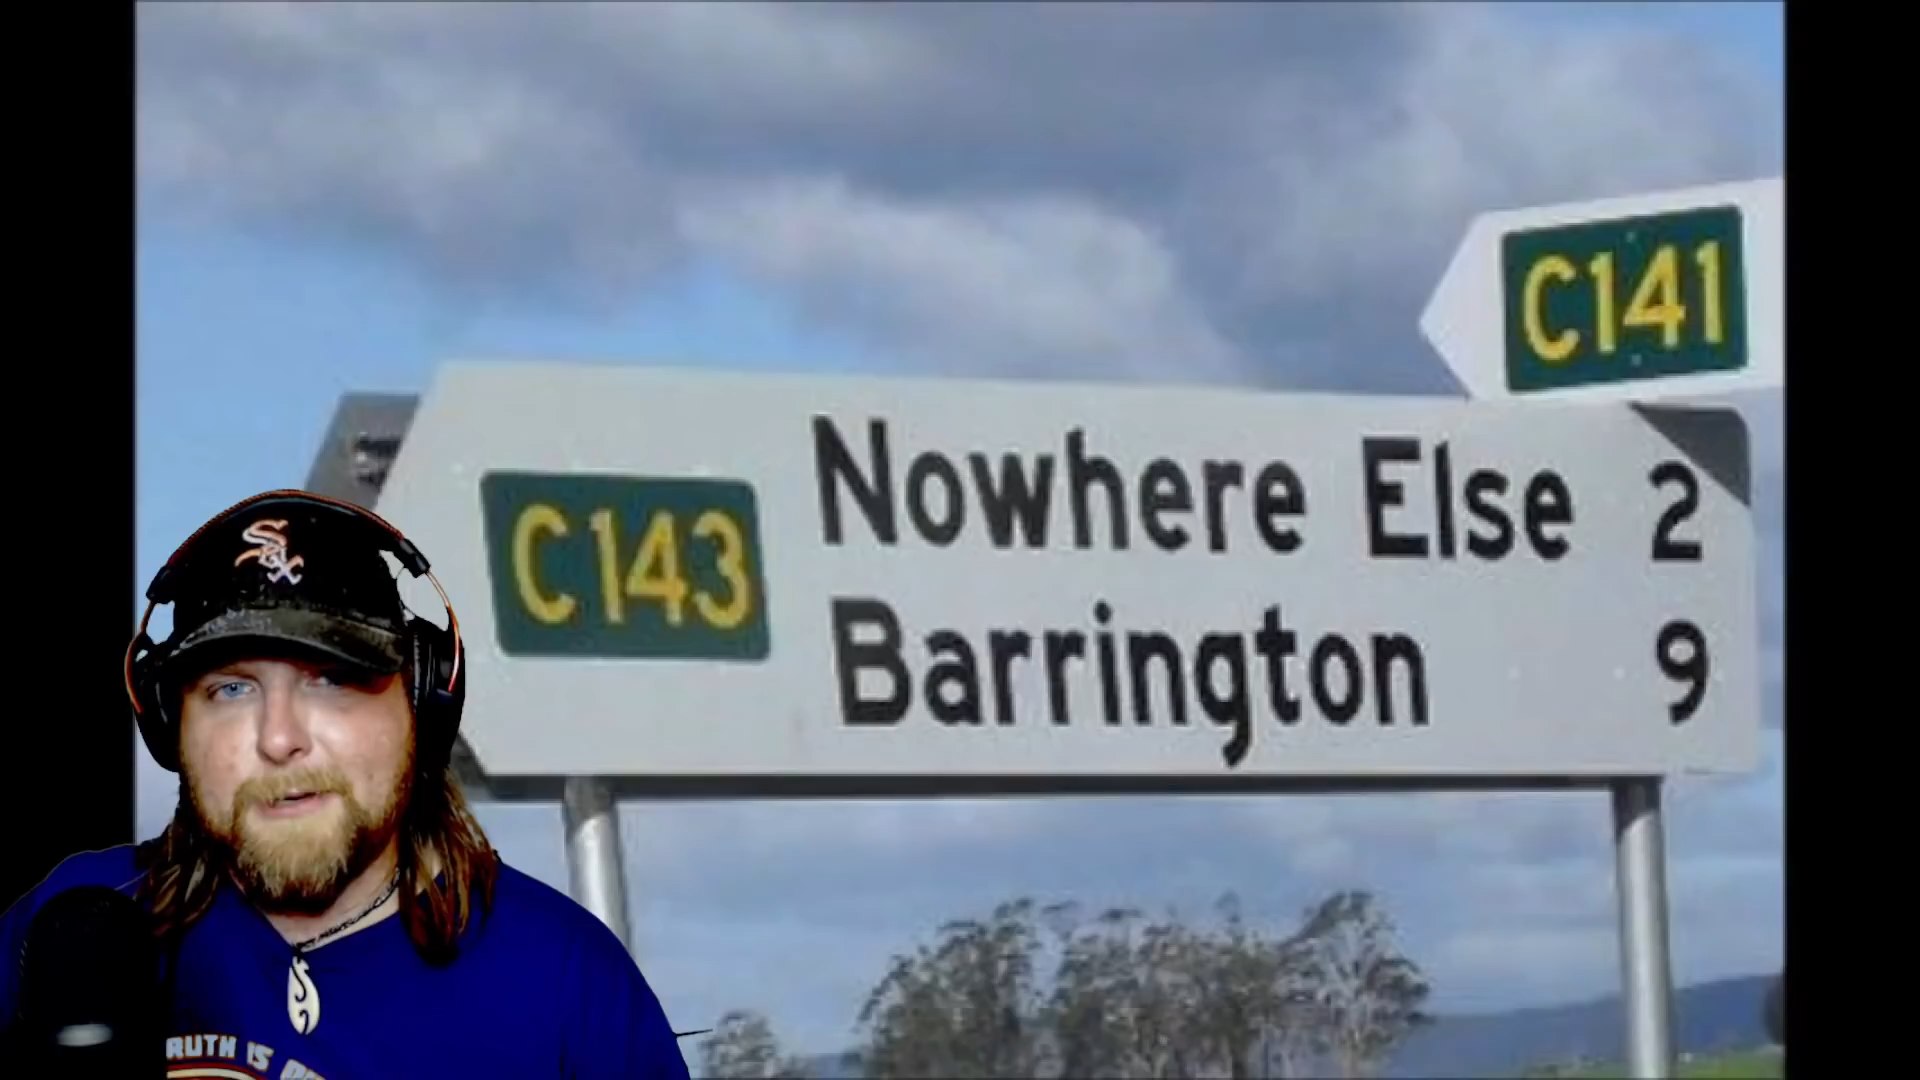 C141
C143
Nowhere Else 2
Barrington 9
Sox
RUTH IS